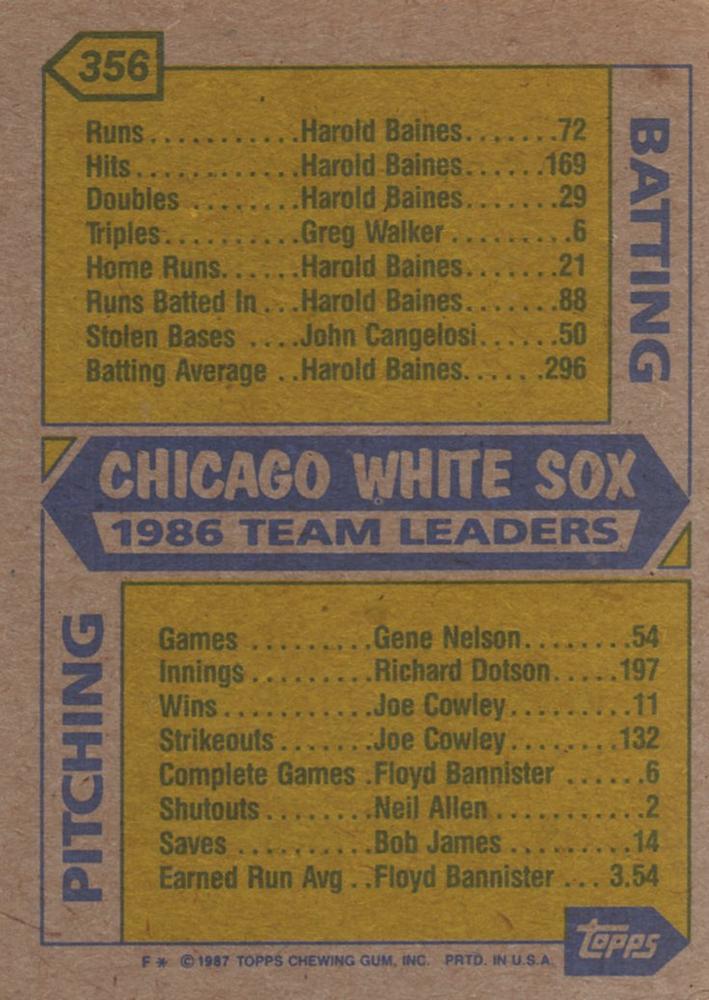 356
Runs...........Harold Baines.......72
Hits............Harold Baines.......169
Doubles ........Harold Baines.......29
Triples..........Greg Walker .........6
Home Runs......Harold Baines.......21
Runs Batted In ...Harold Baines.......88
Stolen Bases ....John Cangelosi......50
Batting Average ..Harold Baines.......296
BATTING
CHICAGO WHITE SOX
1986 TEAM LEADERS
PITCHING
Games .........Gene Nelson........54
Innings..........Richard Dotson.....197
Wins............Joe Cowley.........11
Strikeouts.......Joe Cowley........132
Complete Games .Floyd Bannister ......6
Shutouts........Neil Allen ...........2
Saves ..........Bob James .........14
Earned Run Avg ..Floyd Bannister ... 3.54
topps
F * © 1987 TOPPS CHEWING GUM, INC. PRTD. IN U.S.A.